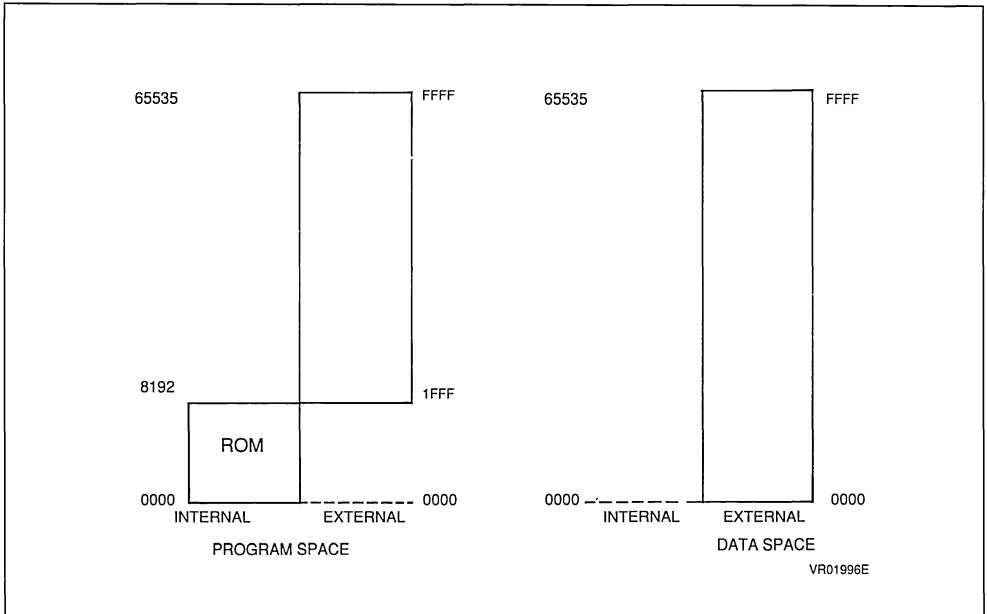 65535 FFFF 65535 FFFF
8192 1FFF
ROM
0000 0000 0000 0000
INTERNAL EXTERNAL INTERNAL EXTERNAL
PROGRAM SPACE DATA SPACE
VR01996E